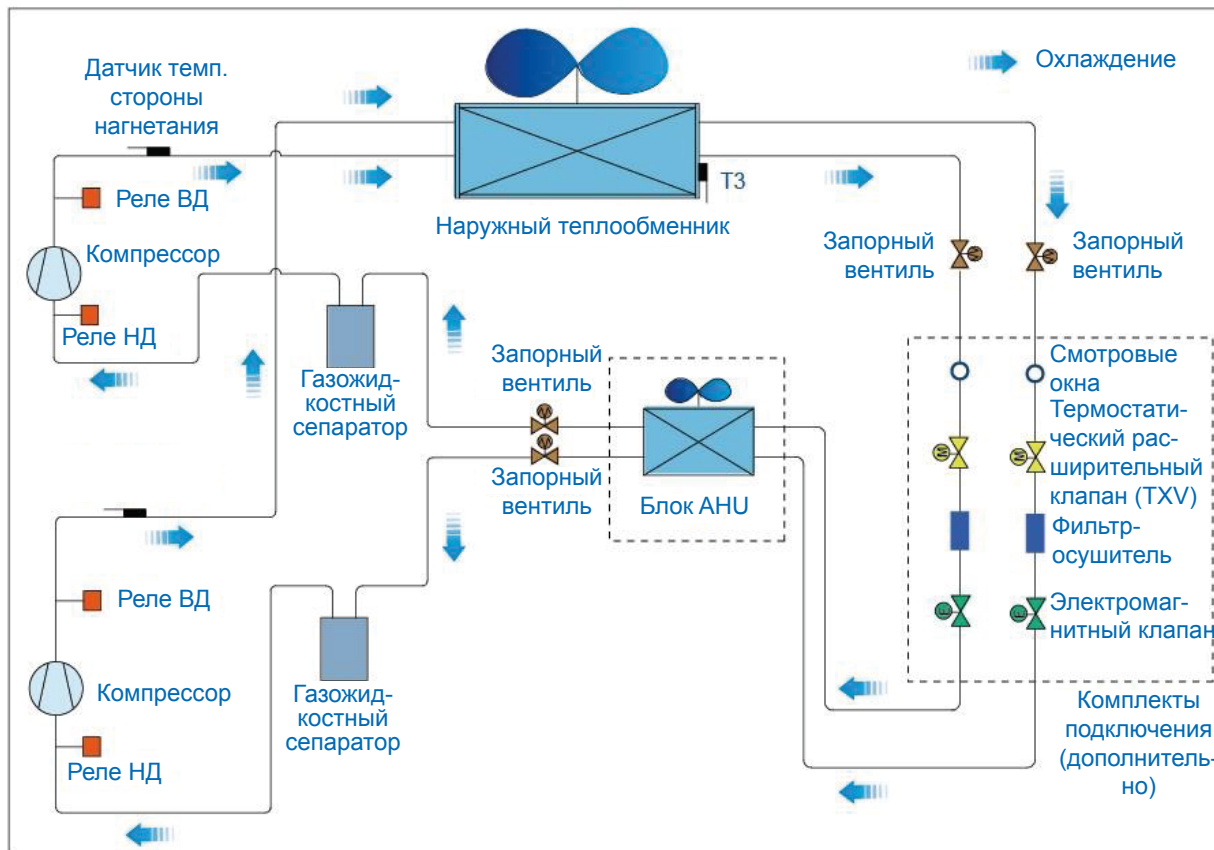 Охлаждение
Датчик темп.
стороны
нагнетания
T3
Реле ВД
Наружный теплообменник
Компрессор
Запорный
вентиль
Запорный
вентиль
Реле НД
Газожид-
костный
сепаратор
Запорный
вентиль
Запорный
вентиль
Блок AHU
Смотровые
окна
Термостати-
ческий рас-
ширительный
клапан (TXV)
Фильтр-
осушитель
Электромаг-
нитный клапан
Реле ВД
Компрессор
Газожид-
костный
сепаратор
Реле НД
Комплекты
подключения
(дополнитель-
но)